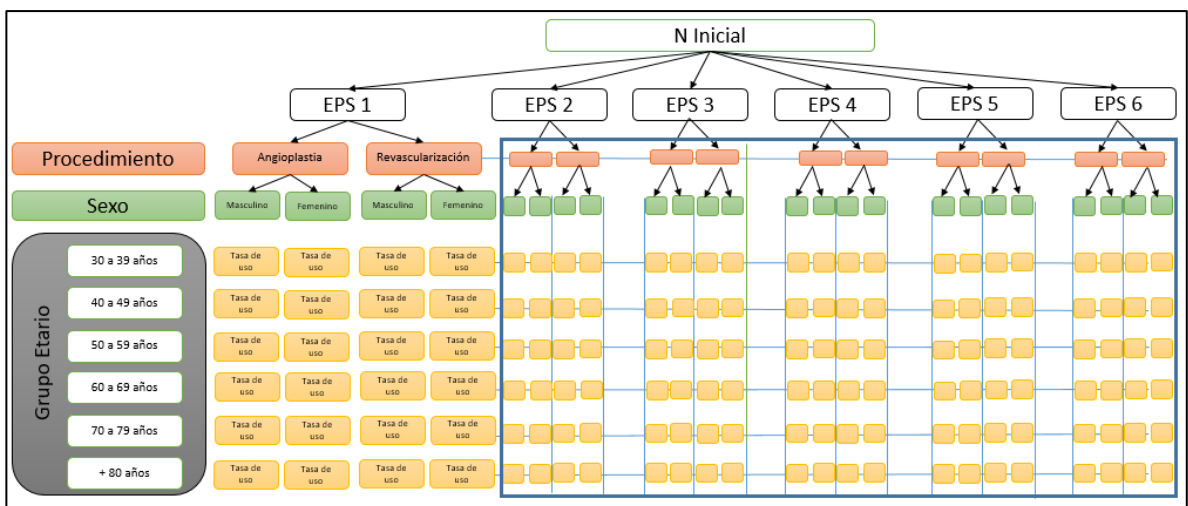 N Inicial
EPS 1
EPS 2
EPS 3
EPS 4
EPS 5
EPS 6
Procedimiento
Angioplastia
Revascularización
Sexo
Masculino
Femenino
Masculino
Femenino
Grupo Etario
30 a 39 años
Tasa de
uso
Tasa de
uso
Tasa de
uso
Tasa de
uso
40 a 49 años
Tasa de
uso
Tasa de
uso
Tasa de
uso
Tasa de
uso
50 a 59 años
Tasa de
uso
Tasa de
uso
Tasa de
uso
Tasa de
uso
60 a 69 años
Tasa de
uso
Tasa de
uso
Tasa de
uso
Tasa de
uso
70 a 79 años
Tasa de
uso
Tasa de
uso
Tasa de
uso
Tasa de
uso
+ 80 años
Tasa de
uso
Tasa de
uso
Tasa de
uso
Tasa de
uso